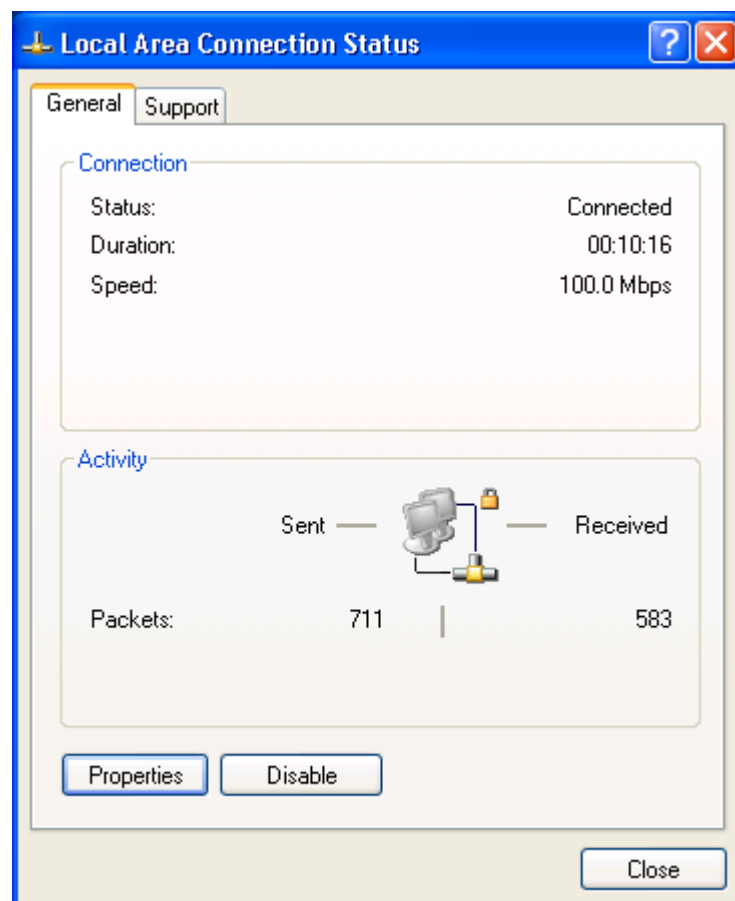 Local Area Connection Status
General Support
Connection
Status: Connected
Duration: 00:10:16
Speed: 100.0 Mbps
Activity
Sent Received
Packets: 711 583
Properties Disable
Close